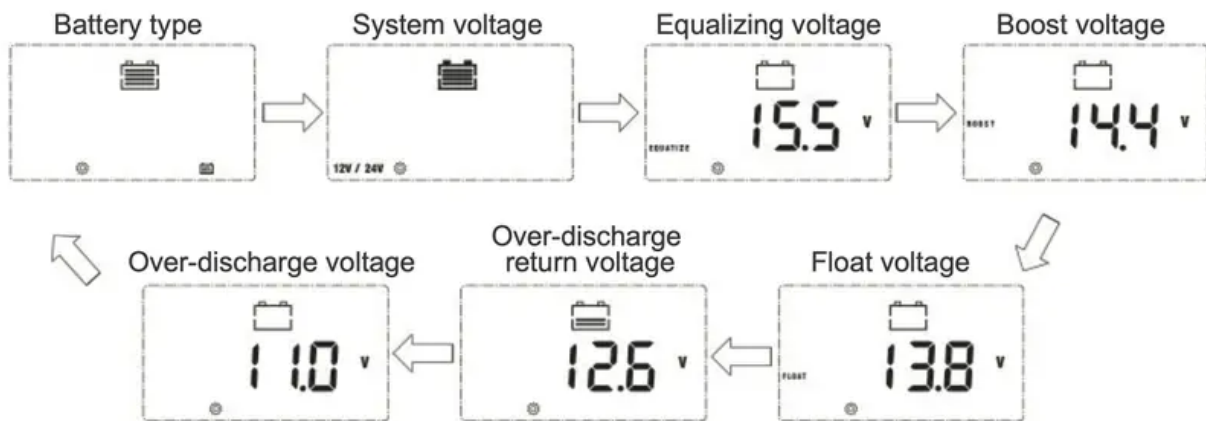 Battery type
System voltage
Equalizing voltage
Boost voltage
12V / 24V
EQUATIZE
15.5 V
BOOST
14.4 V
Over-discharge voltage
Over-discharge
return voltage
Float voltage
11.0 V
12.6 V
FLOAT
13.8 V